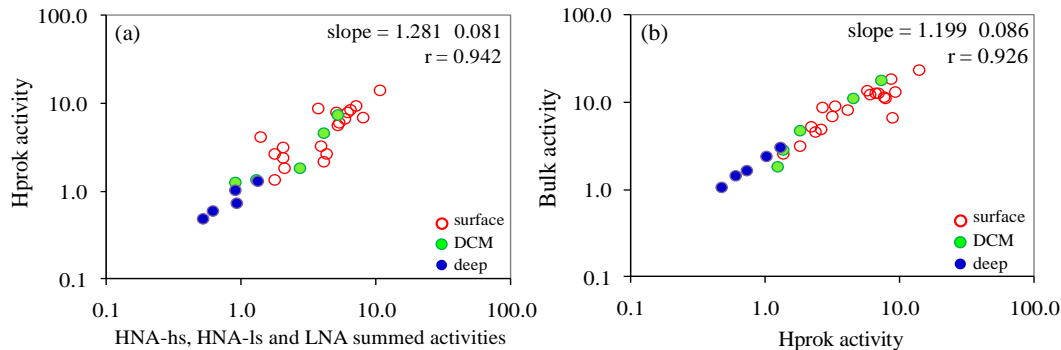 (a)
slope = 1.281 0.081
r = 0.942
Hprok activity
100.0
10.0
1.0
0.1
surface
DCM
deep
0.1
1.0
10.0
100.0
HNA-hs, HNA-ls and LNA summed activities
(b)
slope = 1.199 0.086
r = 0.926
Bulk activity
100.0
10.0
1.0
0.1
surface
DCM
deep
0.1
1.0
10.0
100.0
Hprok activity